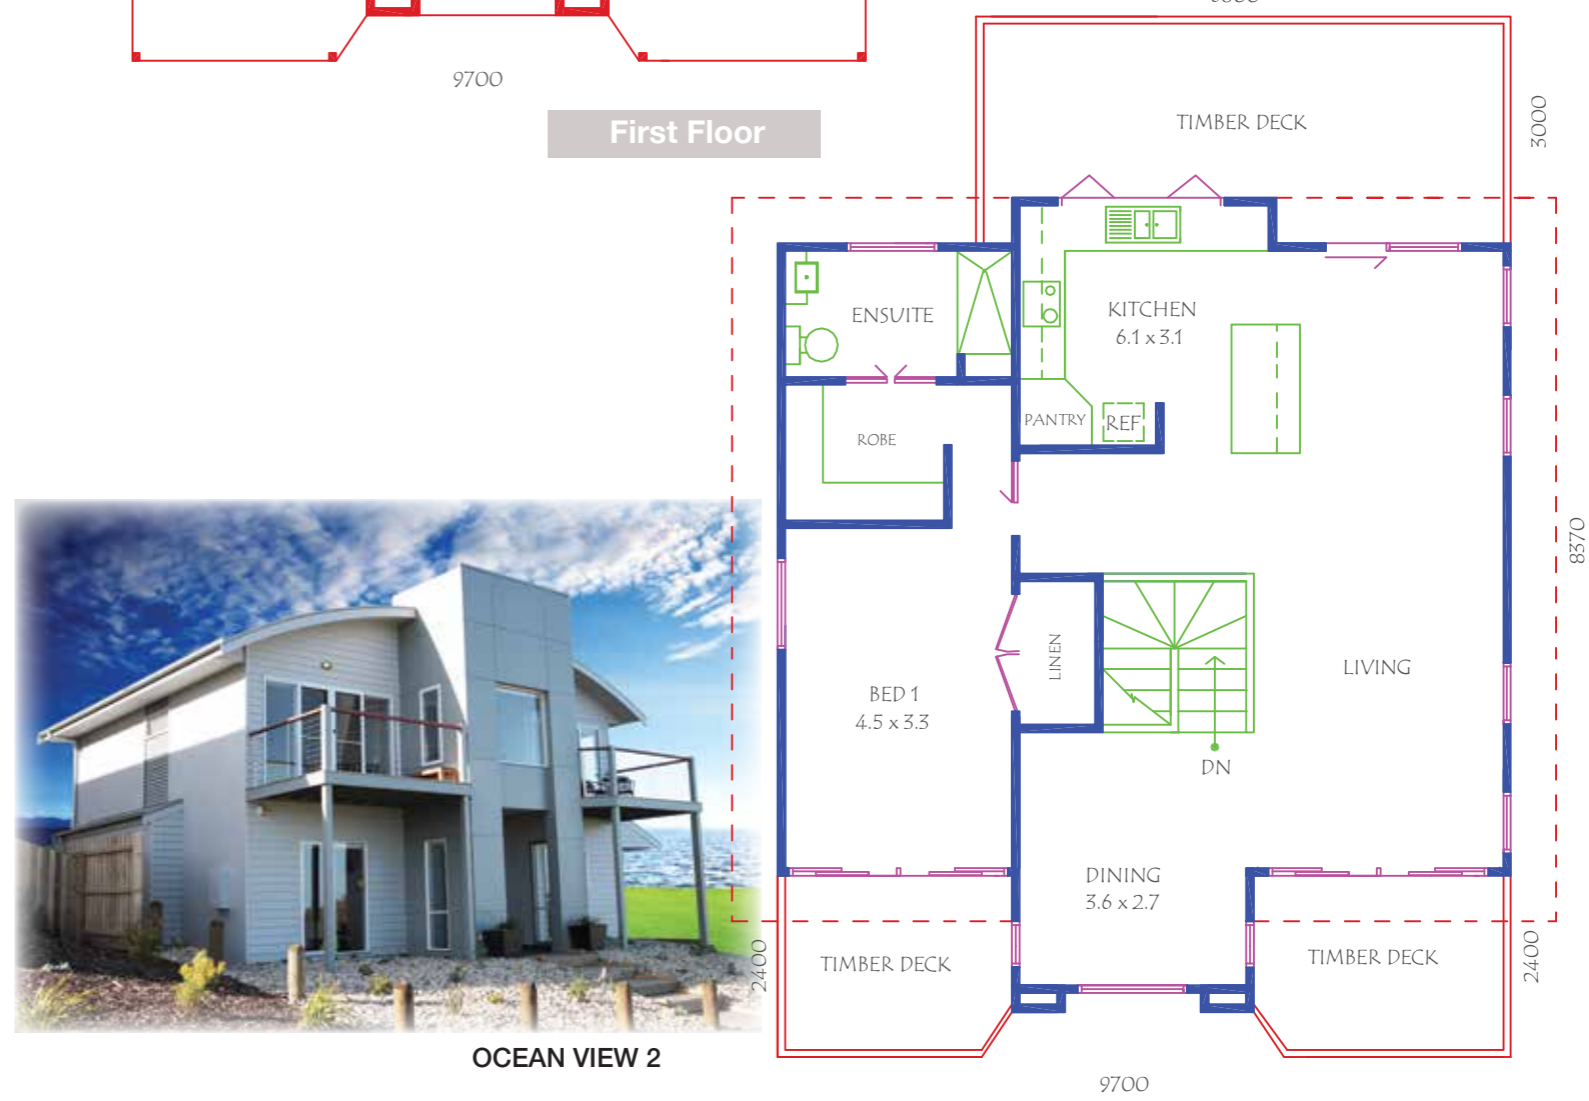 9700
First Floor
TIMBER DECK
3000
ENSUITE
KITCHEN
6.1 x 3.1
PANTRY
REF
ROBE
8370
LINEN
LIVING
BED 1
4.5 x 3.3
DN
DINING
3.6 x 2.7
2400
TIMBER DECK
TIMBER DECK
2400
OCEAN VIEW 2
9700